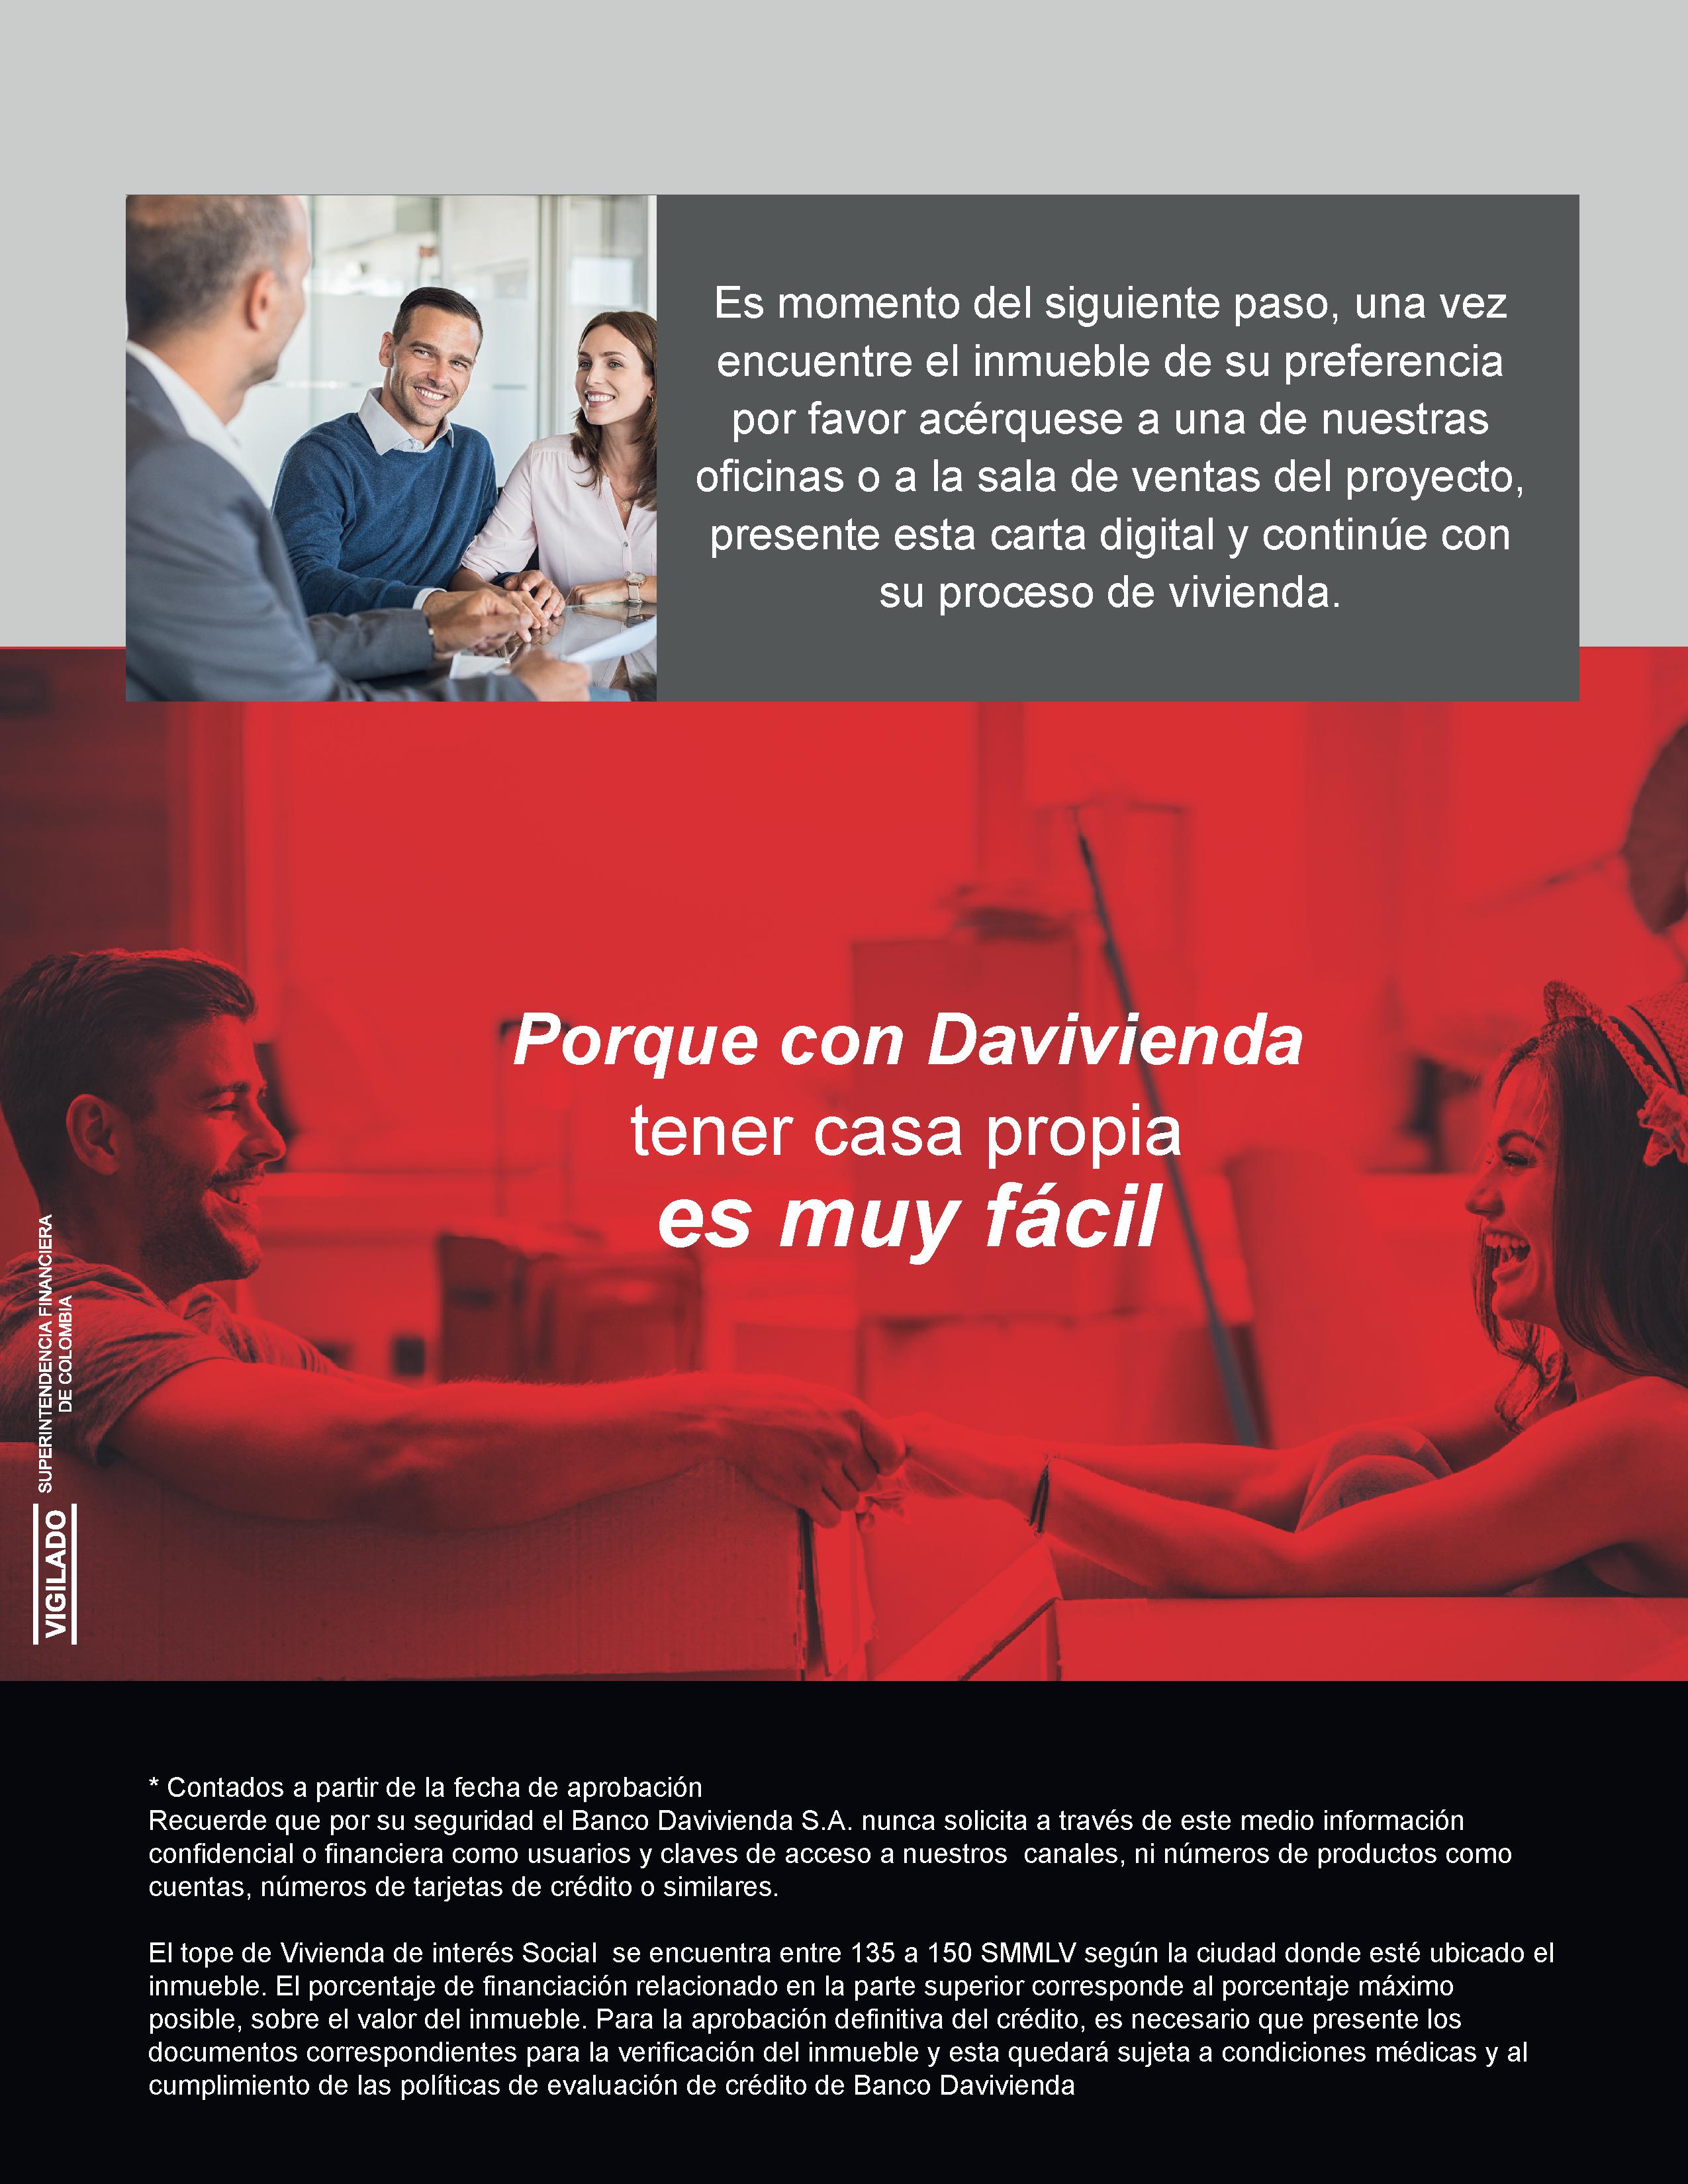 Es momento del siguiente paso, una vez
encuentre el inmueble de su preferencia
por favor acérquese a una de nuestras
oficinas o a la sala de ventas del proyecto,
presente esta carta digital y continúe con
su proceso de vivienda.
Porque con Davivienda
tener casa propia
es muy fácil
VIGILADO
SUPERINTENDENCIA FINANCIERA
DE COLOMBIA
* Contados a partir de la fecha de aprobación
Recuerde que por su seguridad el Banco Davivienda S.A. nunca solicita a través de este medio información
confidencial o financiera como usuarios y claves de acceso a nuestros canales, ni números de productos como
cuentas, números de tarjetas de crédito o similares.
El tope de Vivienda de interés Social se encuentra entre 135 a 150 SMMLV según la ciudad donde esté ubicado el
inmueble. El porcentaje de financiación relacionado en la parte superior corresponde al porcentaje máximo
posible, sobre el valor del inmueble. Para la aprobación definitiva del crédito, es necesario que presente los
documentos correspondientes para la verificación del inmueble y esta quedará sujeta a condiciones médicas y al
cumplimiento de las políticas de evaluación de crédito de Banco Davivienda